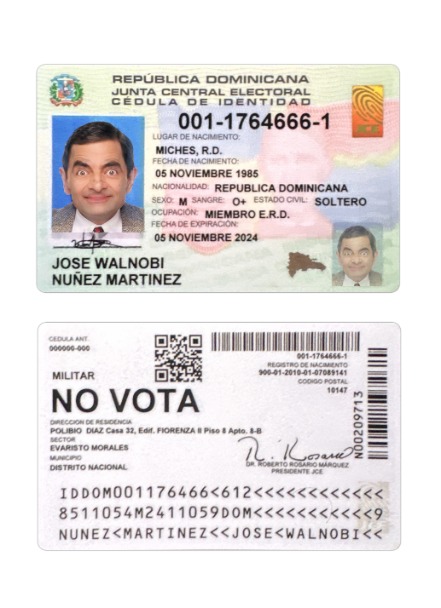 REPÚBLICA DOMINICANA
JUNTA CENTRAL ELECTORAL
CÉDULA DE IDENTIDAD
001-1764666-1
LUGAR DE NACIMIENTO:
MICHES, R.D.
FECHA DE NACIMIENTO:
05 NOVIEMBRE 1985
NACIONALIDAD: REPUBLICA DOMINICANA
SEXO: M SANGRE: O+ ESTADO CIVIL: SOLTERO
OCUPACIÓN: MIEMBRO E.R.D.
FECHA DE EXPIRACIÓN:
05 NOVIEMBRE 2024
JCE
JOSE WALNOBI
NUÑEZ MARTINEZ
CEDULA ANT.
000000-000
001-1764666-1
REGISTRO DE NACIMIENTO
900-01-2010-01-07089141
CODIGO POSTAL
10147
MILITAR
NO VOTA
DIRECCION DE RESIDENCIA
POLIBIO DIAZ Casa 32, Edif. FIORENZA II Piso 8 Apto. 8-B
SECTOR
EVARISTO MORALES
MUNICIPIO
DISTRITO NACIONAL
R. Rosario
DR. ROBERTO ROSARIO MÁRQUEZ
PRESIDENTE JCE
N00209713
IDDOM001176466<612<<<<<<<<<<<<
8511054M2411059DOM<<<<<<<<<<<9
NUNEZ<MARTINEZ<<JOSE<WALNOBI<<